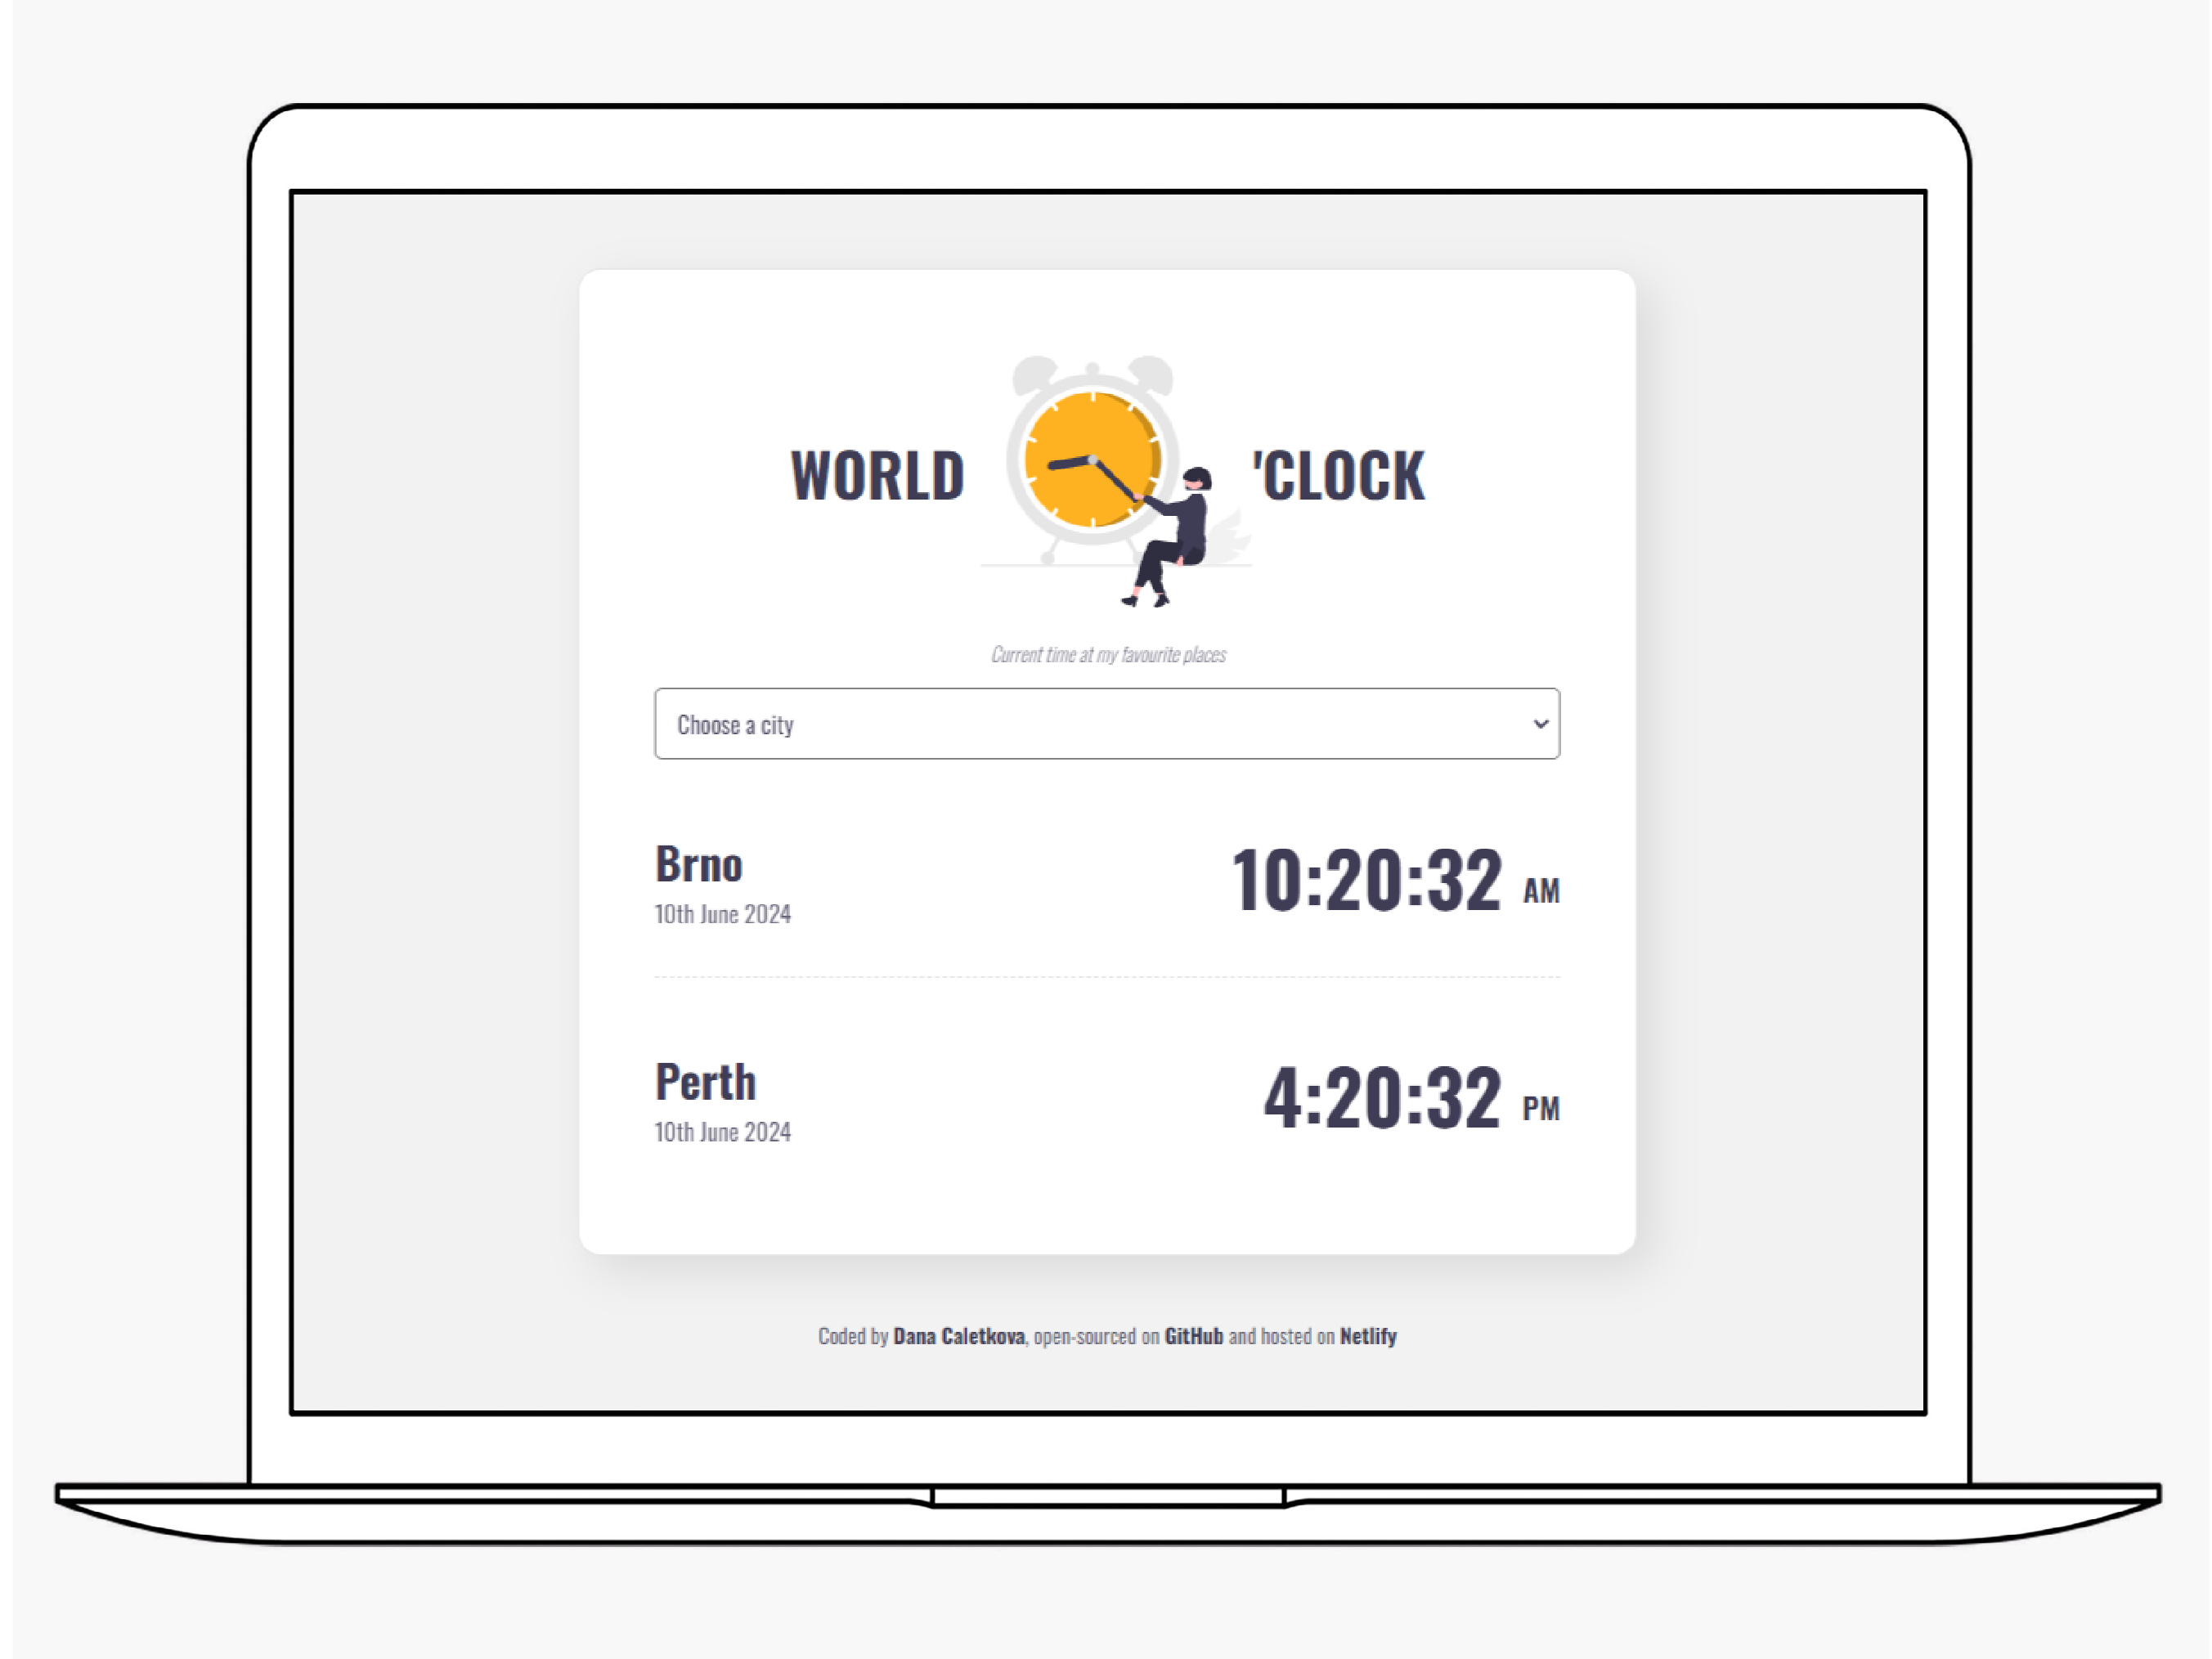 WORLD 'CLOCK
Current time at my favourite places
Choose a city
Brno
10:20:32 AM
10th June 2024
Perth
4:20:32 PM
10th June 2024
Coded by Dana Caletkova, open-sourced on GitHub and hosted on Netlify